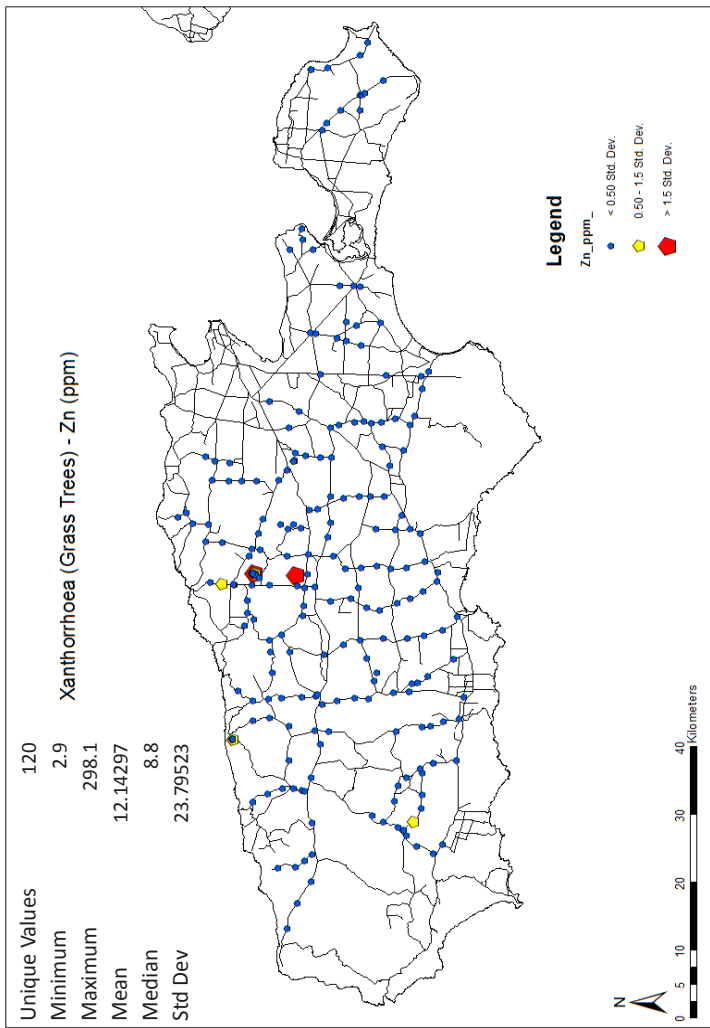 Unique Values 120
Minimum 2.9
Maximum 298.1
Mean 12.14297
Median 8.8
Std Dev 23.79523
Xanthorrhoea (Grass Trees) - Zn (ppm)
Legend
Zn_ppm_
< 0.50 Std. Dev.
0.50 - 1.5 Std. Dev.
> 1.5 Std. Dev.
N
0 5 10 20 30 40
Kilometers